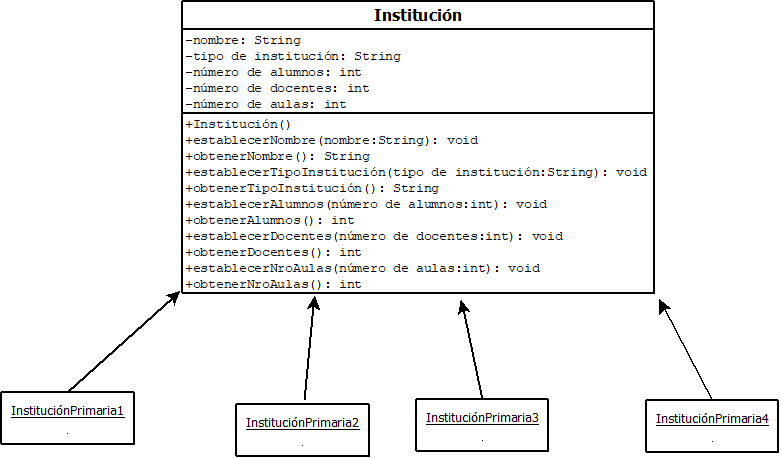 Institución
-nombre: String
-tipo de institución: String
-número de alumnos: int
-número de docentes: int
-número de aulas: int
+Institución()
+establecerNombre(nombre:String): void
+obtenerNombre(): String
+establecerTipoInstitución(tipo de institución:String): void
+obtenerTipoInstitución(): String
+establecerAlumnos(número de alumnos:int): void
+obtenerAlumnos(): int
+establecerDocentes(número de docentes:int): void
+obtenerDocentes(): int
+establecerNroAulas(número de aulas:int): void
+obtenerNroAulas(): int
InstituciónPrimaria1
.
InstituciónPrimaria2
.
InstituciónPrimaria3
.
InstituciónPrimaria4
.